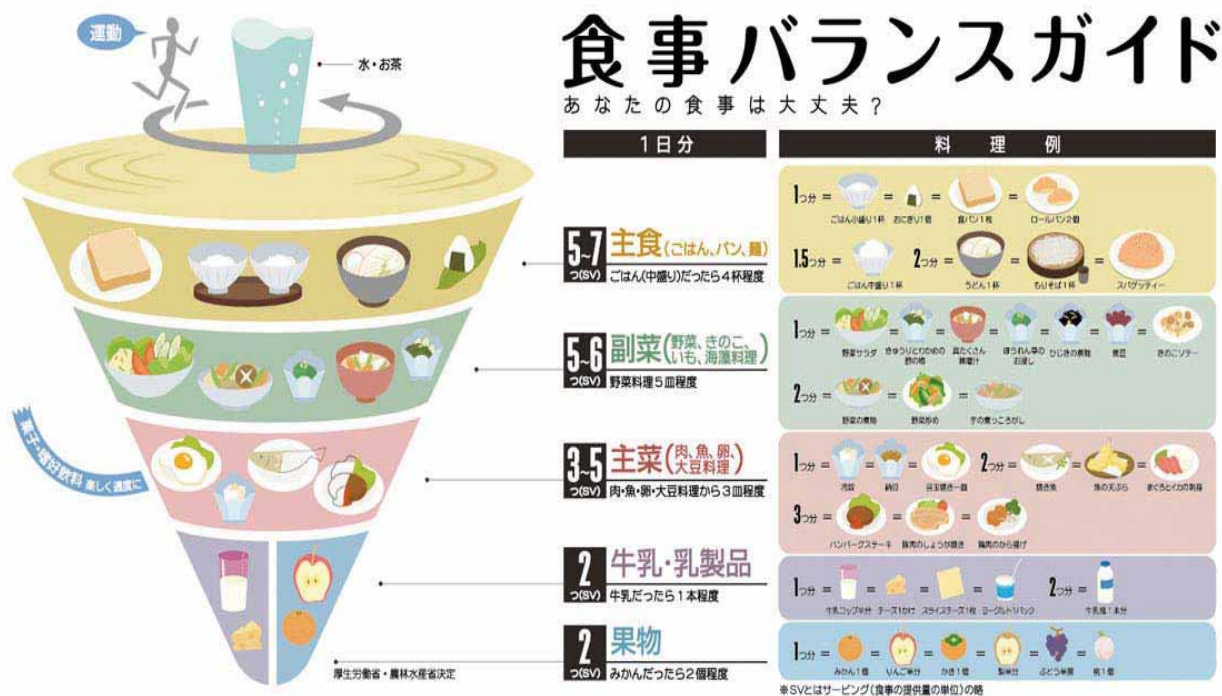 運動
水・お茶
菓子・嗜好飲料 楽しく適度に
厚生労働省・農林水産省決定
食事バランスガイド
あなたの食事は大丈夫?
1日分
5~7 つ(SV) 主食(ごはん、パン、麺)
ごはん(中盛り)だったら4杯程度
5~6 つ(SV) 副菜(野菜、きのこ、いも、海藻料理)
野菜料理5皿程度
3~5 つ(SV) 主菜(肉、魚、卵、大豆料理)
肉・魚・卵・大豆料理から3皿程度
2 つ(SV) 牛乳・乳製品
牛乳だったら1本程度
2 つ(SV) 果物
みかんだったら2個程度
料理例
1つ分 = ごはん小盛り1杯 = おにぎり1個 = 食パン1枚 = ロールパン2個
1.5つ分 = ごはん中盛り1杯 2つ分 = うどん1杯 = もりそば1杯 = スパゲッティー
1つ分 = 野菜サラダ = きゅうりとわかめの酢の物 = 具たくさん味噌汁 = ほうれん草のお浸し = ひじきの煮物 = 煮豆 = きのこソテー
2つ分 = 野菜の煮物 = 野菜炒め = 芋の煮っころがし
1つ分 = 冷奴 = 納豆 = 目玉焼き一皿 2つ分 = 焼き魚 = 魚の天ぷら = まぐろとイカの刺身
3つ分 = ハンバーグステーキ = 豚肉のしょうが焼き = 鶏肉のから揚げ
1つ分 = 牛乳コップ半分 = チーズ1かけ = スライスチーズ1枚 = ヨーグルト1パック 2つ分 = 牛乳瓶1本分
1つ分 = みかん1個 = りんご半分 = かき1個 = 梨半分 = ぶどう半房 = 桃1個
※SVとはサービング(食事の提供量の単位)の略